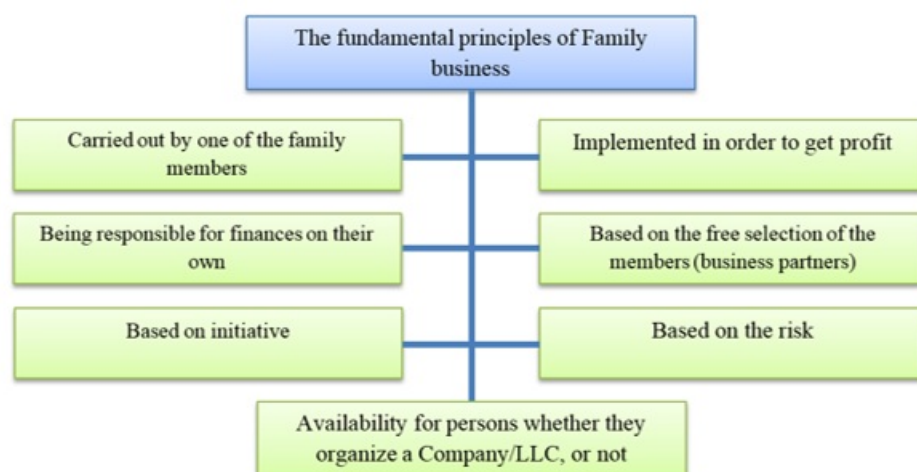 The fundamental principles of Family
business
Carried out by one of the family
members
Implemented in order to get profit
Being responsible for finances on their
own
Based on the free selection of the
members (business partners)
Based on initiative
Based on the risk
Availability for persons whether they
organize a Company/LLC, or not